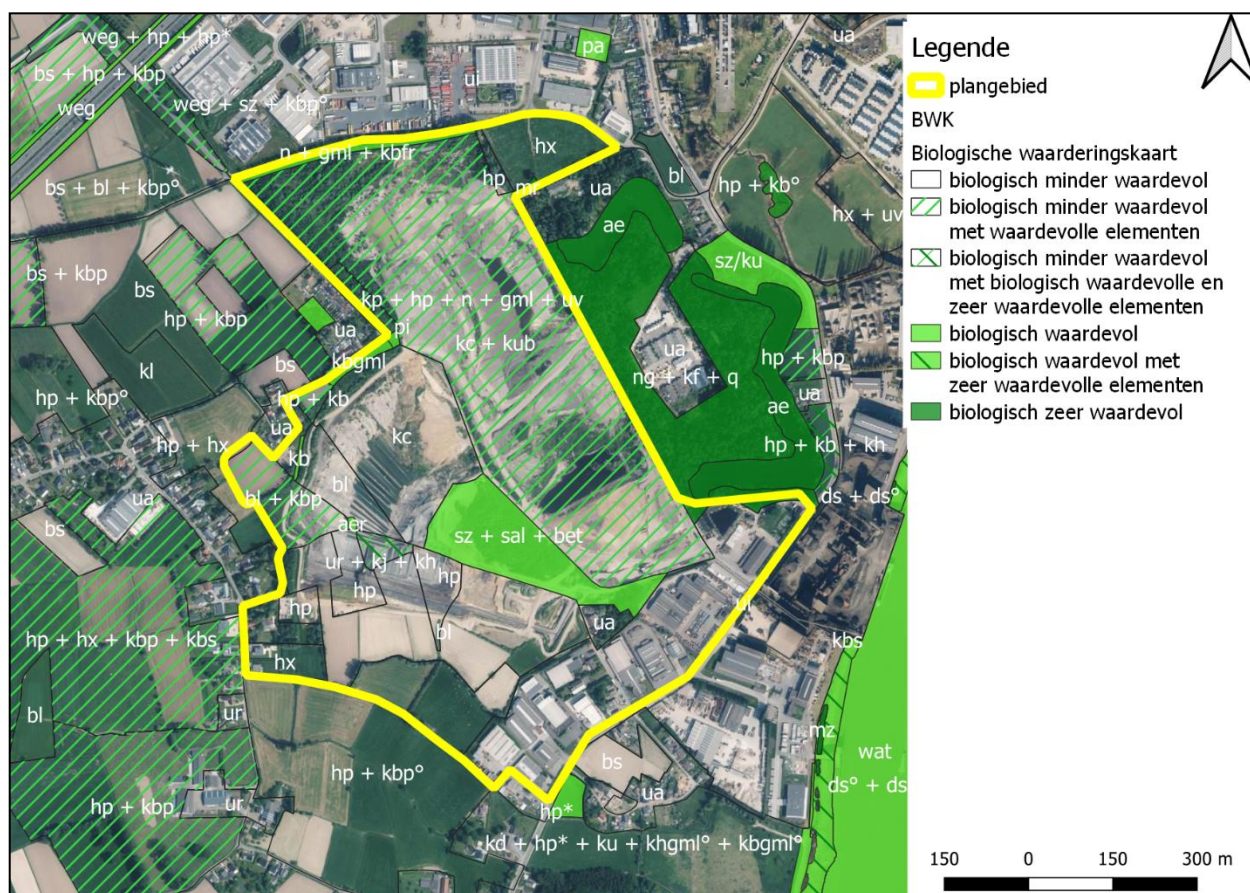 weg + hp + hp*
bs + hp + kbp
weg
weg + sz + kbp°
pa
ui
ua
n + gml + kbfr
hx
hp
mr
ua
bl
hp + kb°
hx + uv
bs + bl + kbp°
ae
sz/ku
bs + kbp
bs
hp + kbp
kp + hp + n + gml + uv
kc + kub
ua
pi
kbgml
bs
kl
hp + kbp°
hp + kb
ua
ng + kf + q
hp + kbp
ua
ae
hp + kb + kh
hp + hx
ua
kb
kc
bl
bl + kbp
ds + ds°
ua
bs
aer
sz + sal + bet
ur + kj + kh
hp
hp
hp
bl
ua
ui
kbs
hp + hx + kbp + kbs
hx
bl
ur
mz
wat
ds° + ds
bs
hp + kbp°
hp + kbp
ur
ua
hp*
kd + hp* + ku + khgml° + kbgml°
Legende
plangebied
BWK
Biologische waarderingskaart
biologisch minder waardevol
biologisch minder waardevol
met waardevolle elementen
biologisch minder waardevol
met biologisch waardevolle en
zeer waardevolle elementen
biologisch waardevol
biologisch waardevol met
zeer waardevolle elementen
biologisch zeer waardevol
150 0 150 300 m